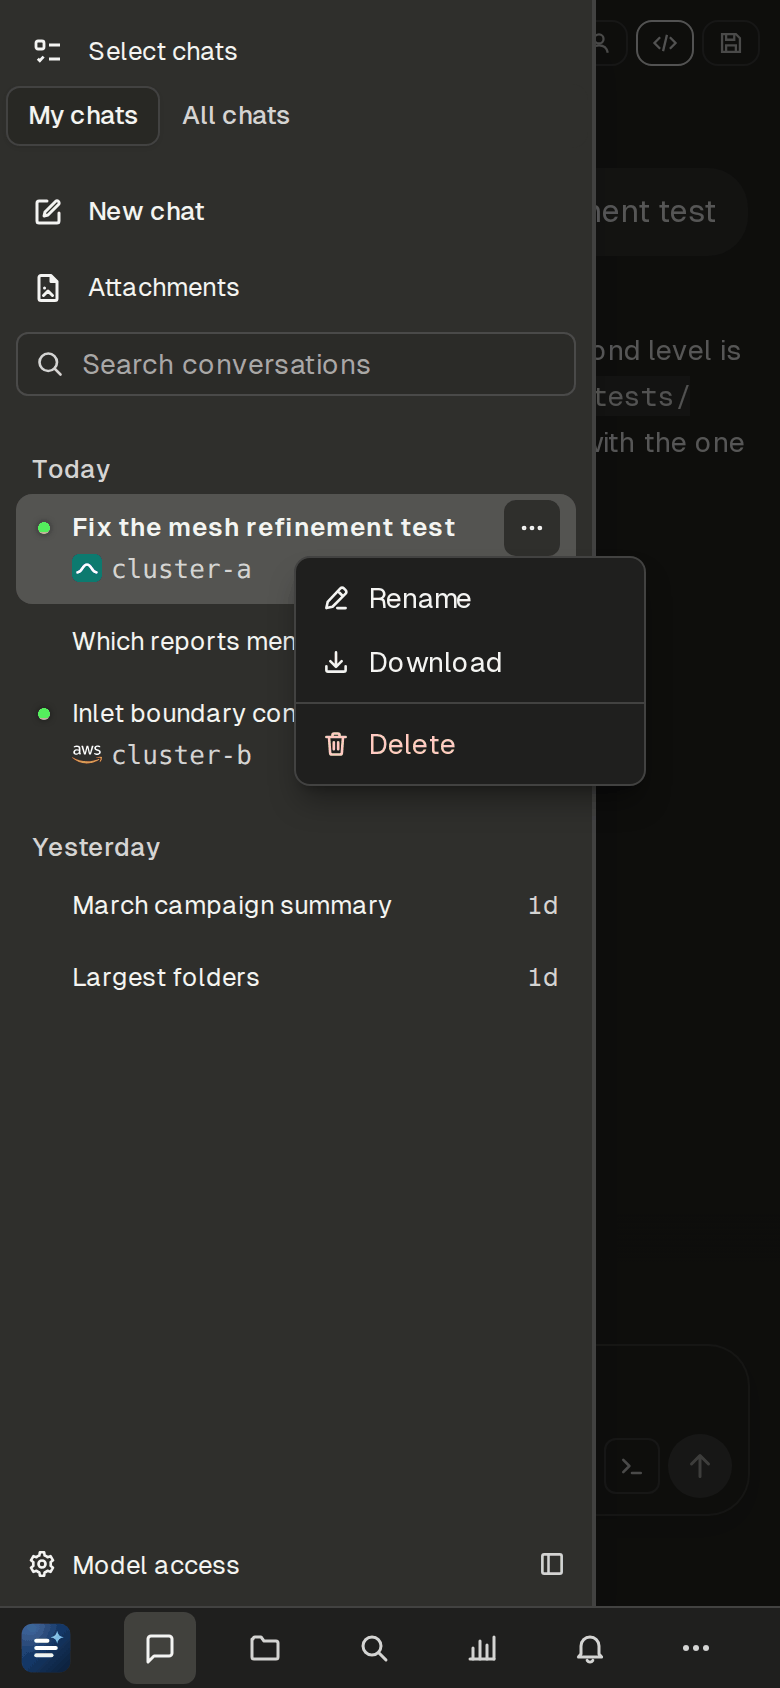 Select chats
My chats
All chats
New chat
Attachments
Search conversations
Today
Fix the mesh refinement test
cluster-a
Which reports men
Inlet boundary con
aws cluster-b
Rename
Download
Delete
Yesterday
March campaign summary 1d
Largest folders 1d
Model access
ent test
nd level is
tests/
with the one